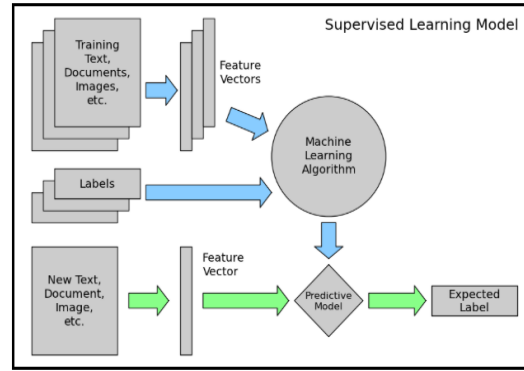 Supervised Learning Model
Training
Text,
Documents,
Images,
etc.
Feature
Vectors
Machine
Learning
Algorithm
Labels
New Text,
Document,
Image,
etc.
Feature
Vector
Predictive
Model
Expected
Label